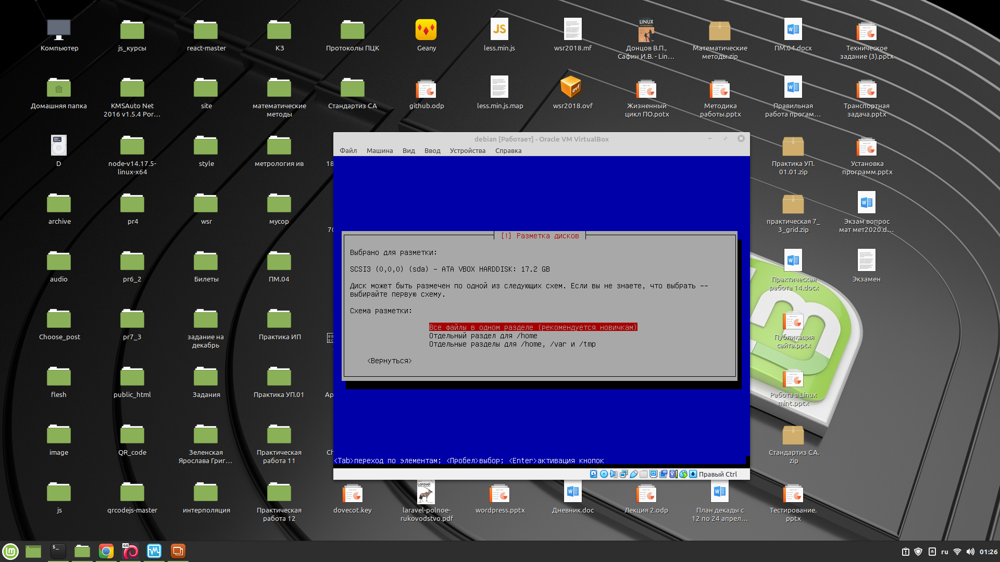 Компьютер
js_курсы
react-master
КЗ
Протоколы ПЦК
Geany
less.min.js
wsr2018.mf
Донцов В.П.,
Сафин И.В. - Lin…
Математические
методы.zip
ПМ.04.docx
Техническое
задание (3).pptx
Домашняя папка
KMSAuto Net
2016 v1.5.4 Por…
site
математические
методы
Стандартиз СА
github.odp
less.min.js.map
wsr2018.ovf
Жизненный
цикл ПО.potx
Методика
работы.pptx
Правильная
работа програм…
Транспортная
задача.pptx
D
node-v14.17.5-
linux-x64
style
метрология ив
18
Практика УП.
01.01.zip
Установка
программ.pptx
archive
pr4
wsr
мусор
70
практическая 7_
3_grid.zip
Экзам вопрос
мат мет2020.d…
audio
pr6_2
Билеты
ПМ.04
Практическая
работа 14.docx
Экзамен
Choose_post
pr7_3
задание на
декабрь
Практика ИП
Публикация
сайта.pptx
flesh
public_html
Задания
Практика УП.01
Ap
Работа в Linux
mint.pptx
image
QR_code
Зеленская
Ярослава Григ…
Практическая
работа 11
Ch
Стандартиз СА.
zip
js
qrcodejs-master
интерполяция
Практическая
работа 12
dovecot.key
laravel-polnoe-
rukovodstvo.pdf
wordpress.pptx
Дневник.doc
Лекция 2.odp
План декады с
12 по 24 апрел…
Тестирование.
pptx
debian [Работает] - Oracle VM VirtualBox
Файл Машина Вид Ввод Устройства Справка
[!] Разметка дисков
Выбрано для разметки:
SCSI3 (0,0,0) (sda) - ATA VBOX HARDDISK: 17.2 GB
Диск может быть размечен по одной из следующих схем. Если вы не знаете, что выбрать --
выбирайте первую схему.
Схема разметки:
Все файлы в одном разделе (рекомендуется новичкам)
Отдельный раздел для /home
Отдельные разделы для /home, /var и /tmp
<Вернуться>
<Tab>переход по элементам; <Пробел>выбор; <Enter>активация кнопок
Правый Ctrl
LINUX
JS
ovf
Laravel
64
ru
01:26